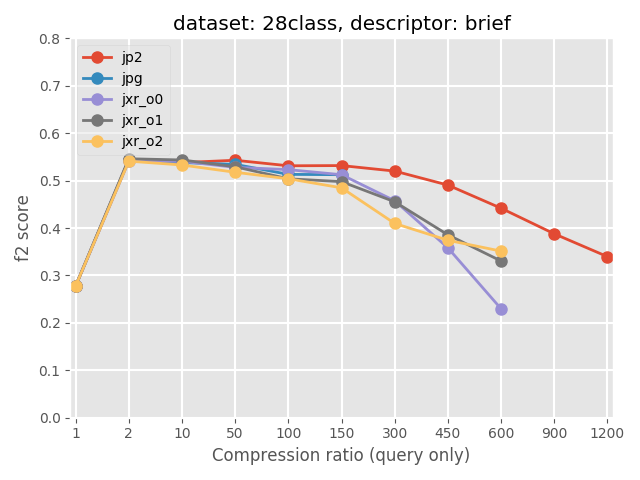 dataset: 28class, descriptor: brief
jp2
jpg
jxr_o0
jxr_o1
jxr_o2
0.8
0.7
0.6
0.5
0.4
0.3
0.2
0.1
0.0
f2 score
1 2 10 50 100 150 300 450 600 900 1200
Compression ratio (query only)